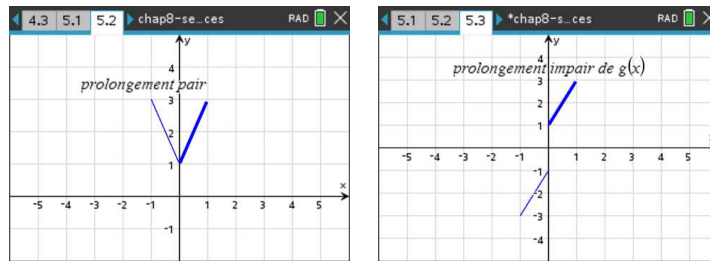 4.3 5.1 5.2 chap8-se...ces RAD
y
4
prolongement pair
3
2
1
x
-5 -4 -3 -2 -1 1 2 3 4 5
-1
5.1 5.2 5.3 *chap8-s...ces RAD
y
4
prolongement impair de g(x)
3
2
1
-5 -4 -3 -2 -1 1 2 3 4 5
-1
-2
-3
-4